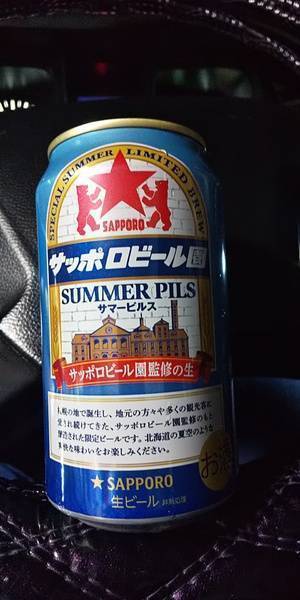 SPECIAL SUMMER LIMITED BREW
SAPPORO
サッポロビール園
SUMMER PILS
サマーピルス
サッポロビール園監修の生
札幌の地で誕生し、地元の方々や多くの観光客に
愛され続けてきた、サッポロビール園監修のもと
醸造された限定ビールです。北海道の夏空のような
爽快な味わいをお楽しみください。
お酒
★SAPPORO
生ビール 非熱処理